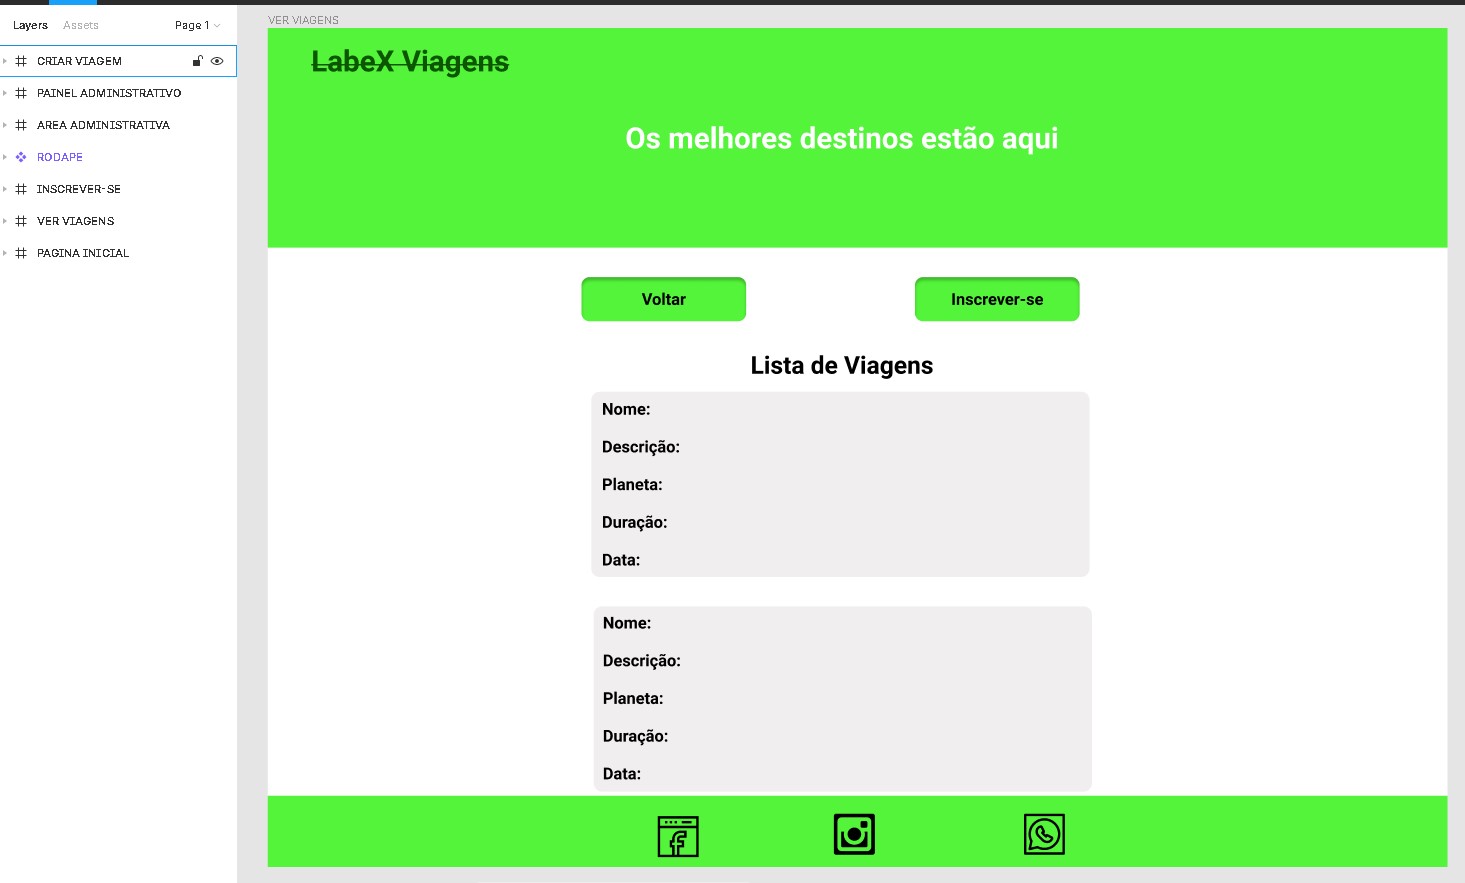 Layers Assets Page 1
CRIAR VIAGEM
PAINEL ADMINISTRATIVO
AREA ADMINISTRATIVA
RODAPE
INSCREVER-SE
VER VIAGENS
PAGINA INICIAL
VER VIAGENS
LabeX Viagens
Os melhores destinos estão aqui
Voltar Inscrever-se
Lista de Viagens
Nome:
Descrição:
Planeta:
Duração:
Data:
Nome:
Descrição:
Planeta:
Duração:
Data: